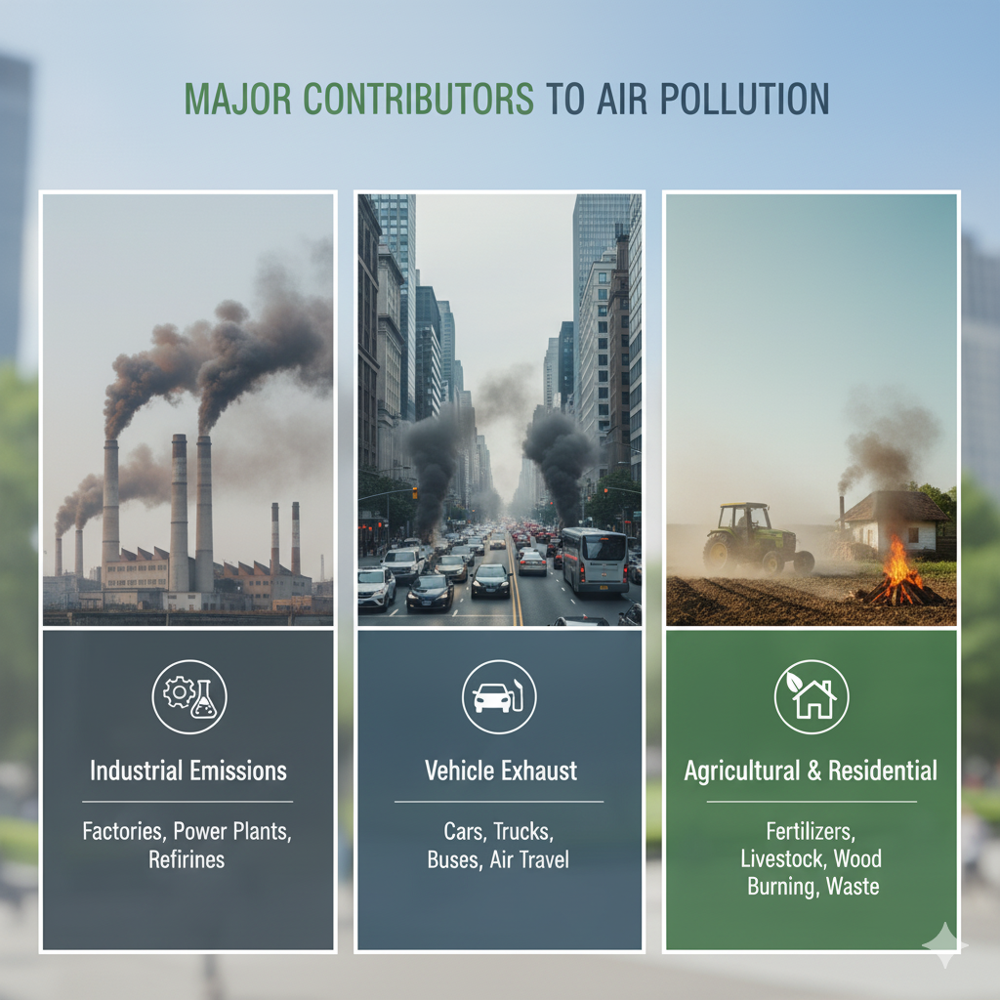 MAJOR CONTRIBUTORS TO AIR POLLUTION
Industrial Emissions
Factories, Power Plants,
Refirines
Vehicle Exhaust
Cars, Trucks,
Buses, Air Travel
Agricultural & Residential
Fertilizers,
Livestock, Wood
Burning, Waste